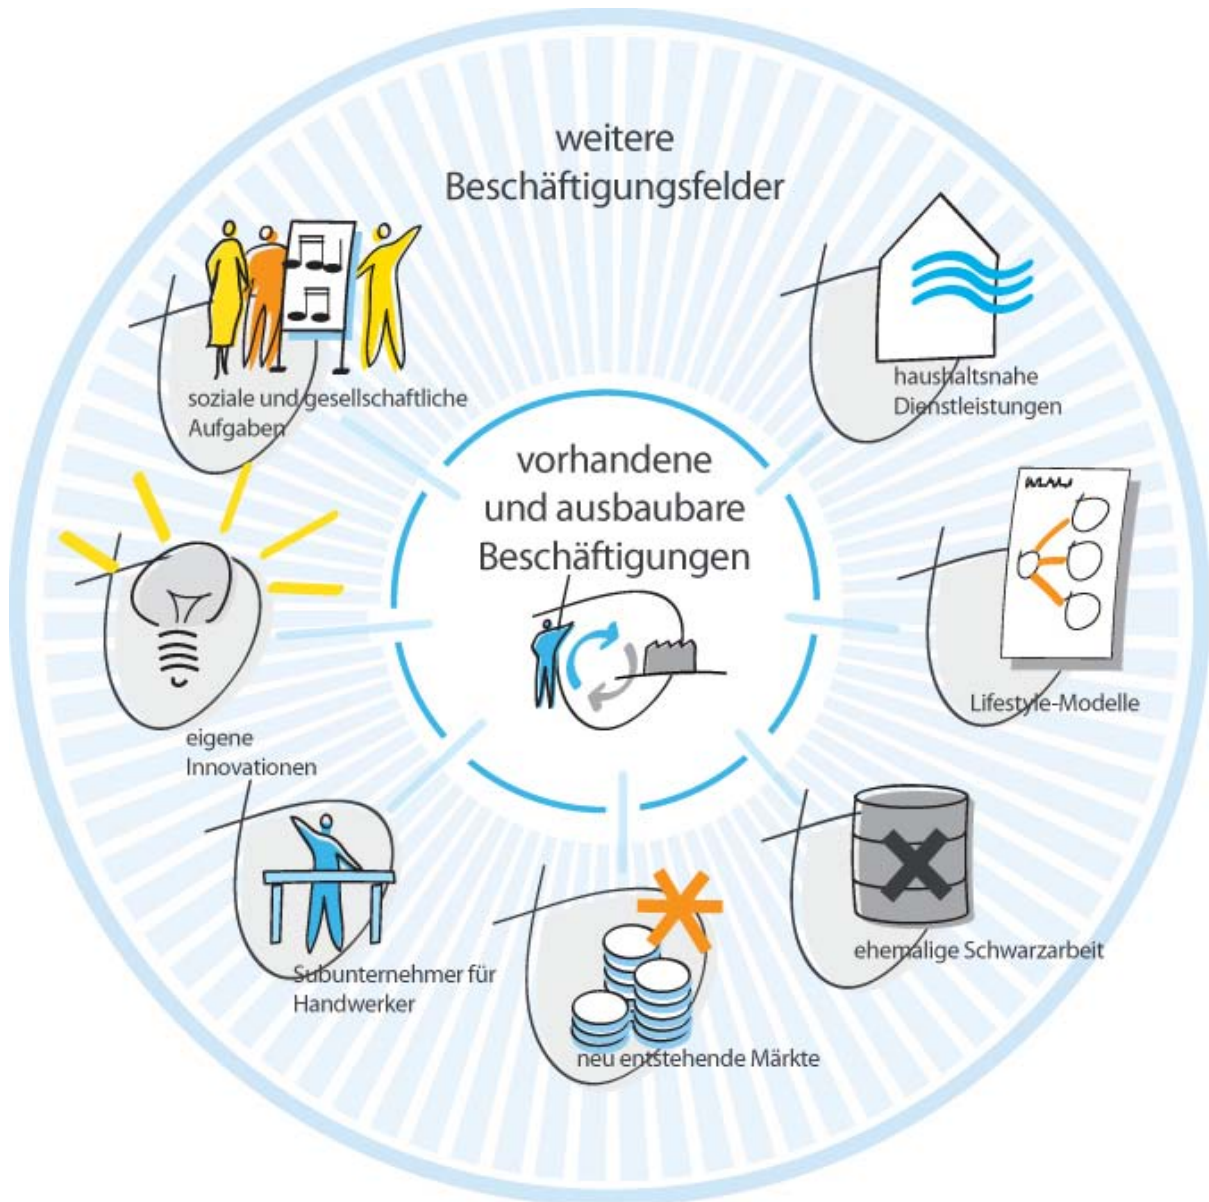 weitere
Beschäftigungsfelder
soziale und gesellschaftliche
Aufgaben
haushaltsnahe
Dienstleistungen
vorhandene
und ausbaubare
Beschäftigungen
Lifestyle-Modelle
eigene
Innovationen
ehemalige Schwarzarbeit
Subunternehmer für
Handwerker
neu entstehende Märkte